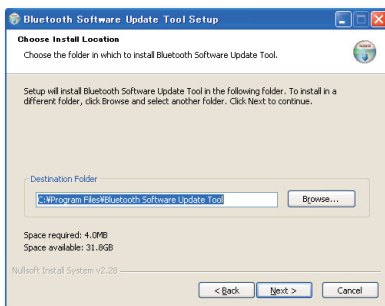 Bluetooth Software Update Tool Setup
Choose Install Location
Choose the folder in which to install Bluetooth Software Update Tool.
Setup will install Bluetooth Software Update Tool in the following folder. To install in a
different folder, click Browse and select another folder. Click Next to continue.
Destination Folder
C:¥Program Files¥Bluetooth Software Update Tool
Browse...
Space required: 4.0MB
Space available: 31.8GB
Nullsoft Install System v2.28
< Back
Next >
Cancel